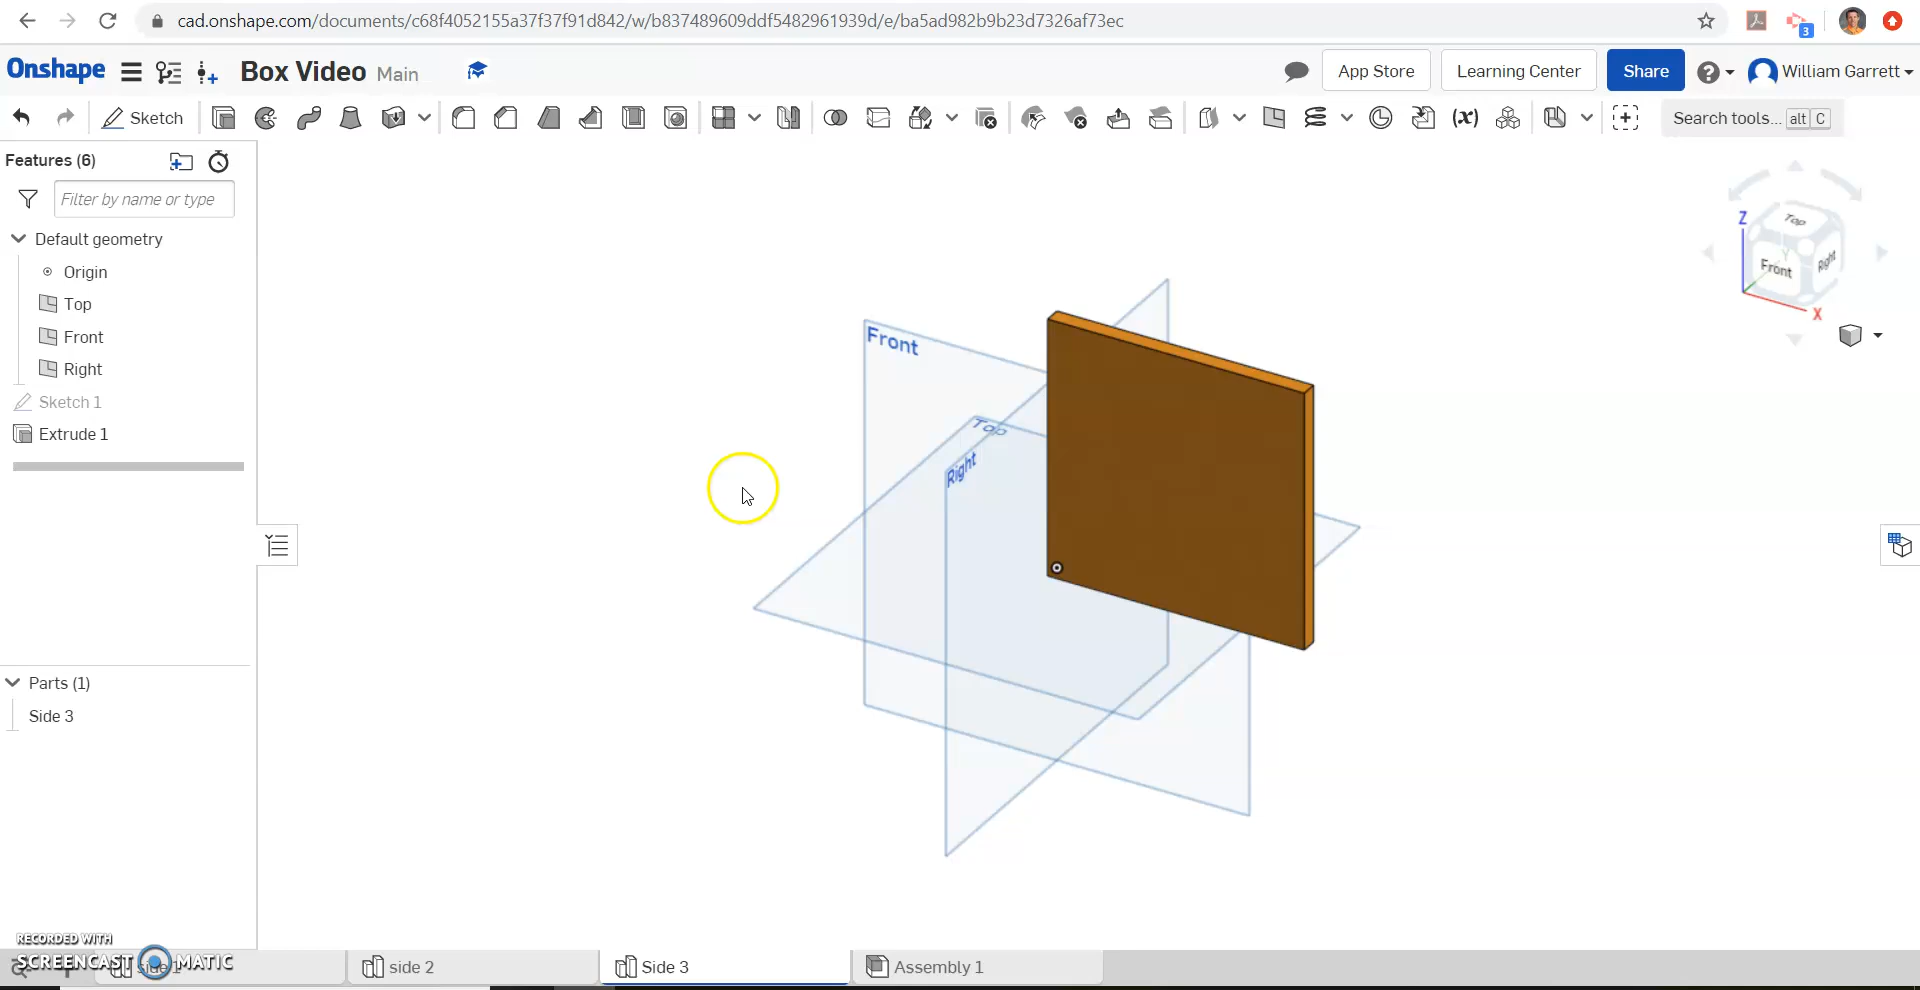 cad.onshape.com/documents/c68f4052155a37f37f91d842/w/b837489609ddf5482961939d/e/ba5ad982b9b23d7326af73ec
3
Onshape
Box Video Main
App Store
Learning Center
Share
William Garrett
Sketch
(x)
Search tools... alt C
Features (6)
Filter by name or type
Default geometry
Origin
Top
Front
Right
Sketch 1
Extrude 1
Parts (1)
Side 3
Front
Top
Right
Z
Top
Y
Front
Right
X
RECORDED WITH
SCREENCAST MATIC
side 2
Side 3
Assembly 1